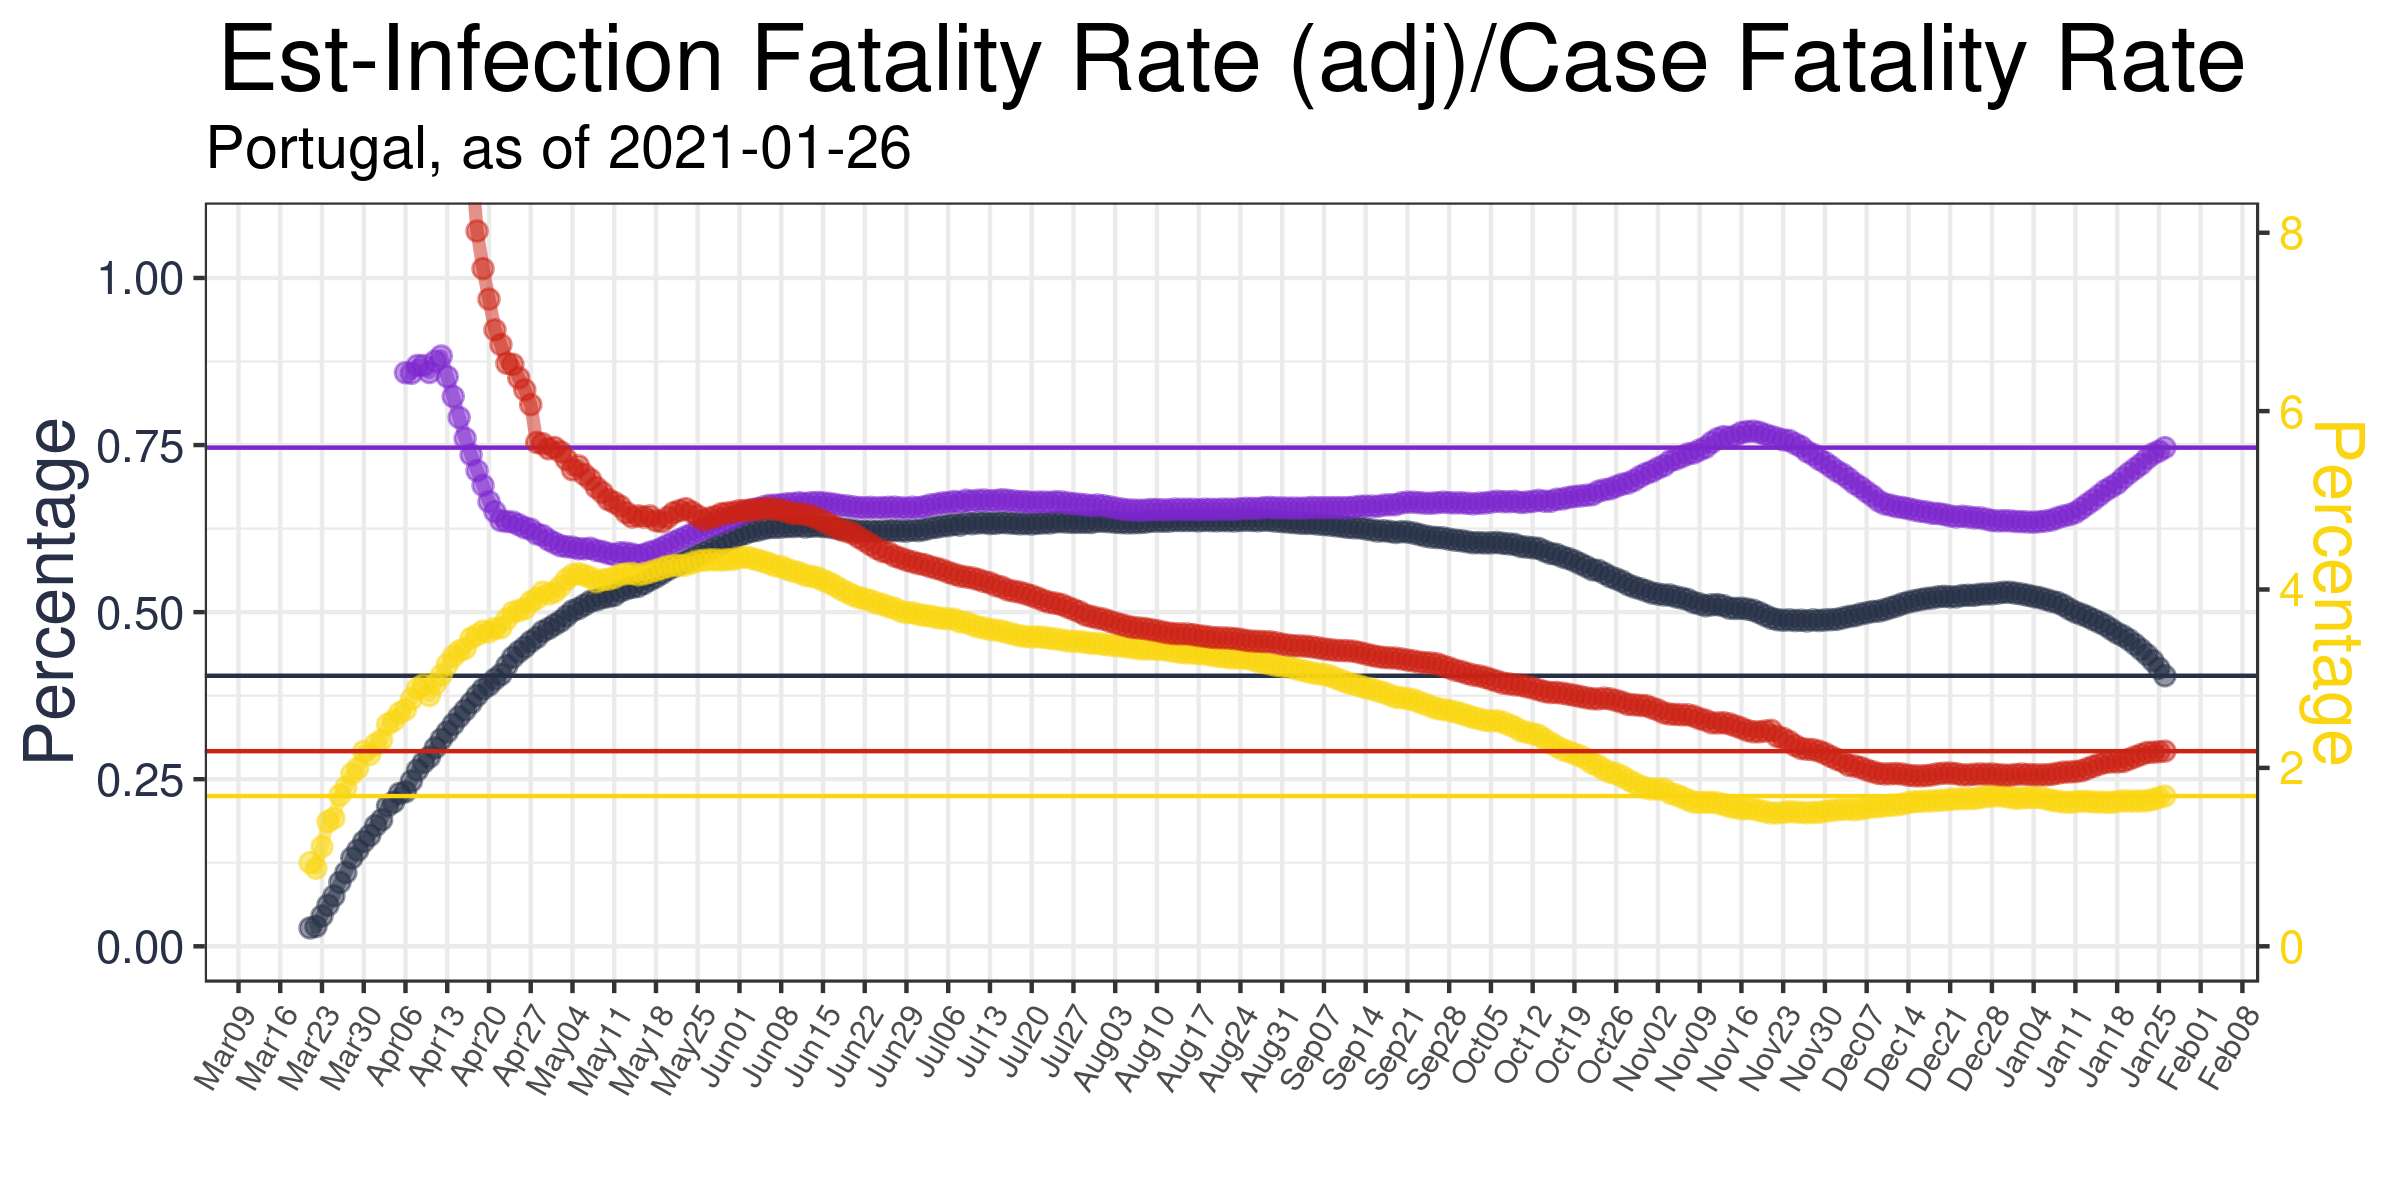 Est-Infection Fatality Rate (adj)/Case Fatality Rate
Portugal, as of 2021-01-26
Percentage
1.00
0.75
0.50
0.25
0.00
8
6
4
2
0
Percentage
Mar09 Mar16 Mar23 Mar30 Apr06 Apr13 Apr20 Apr27 May04 May11 May18 May25 Jun01 Jun08 Jun15 Jun22 Jun29 Jul06 Jul13 Jul20 Jul27 Aug03 Aug10 Aug17 Aug24 Aug31 Sep07 Sep14 Sep21 Sep28 Oct05 Oct12 Oct19 Oct26 Nov02 Nov09 Nov16 Nov23 Nov30 Dec07 Dec14 Dec21 Dec28 Jan04 Jan11 Jan18 Jan25 Feb01 Feb08